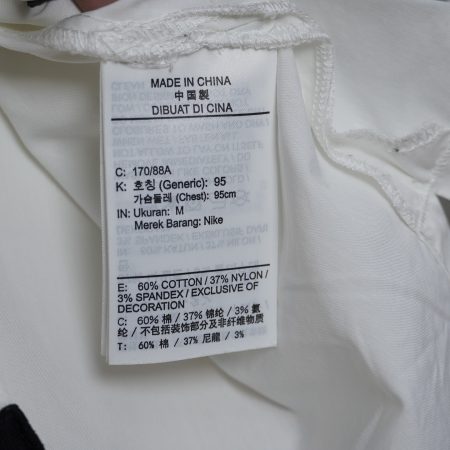 MADE IN CHINA
中国製
DIBUAT DI CINA
C: 170/88A
K: 호칭 (Generic): 95
가슴둘레 (Chest): 95cm
IN: Ukuran: M
Merek Barang: Nike
E: 60% COTTON / 37% NYLON /
3% SPANDEX / EXCLUSIVE OF
DECORATION
C: 60% 棉 / 37% 锦纶 / 3% 氨
纶 / 不包括装饰部分及非纤维部分
T: 60% 棉 / 37% 尼龍 / 3%